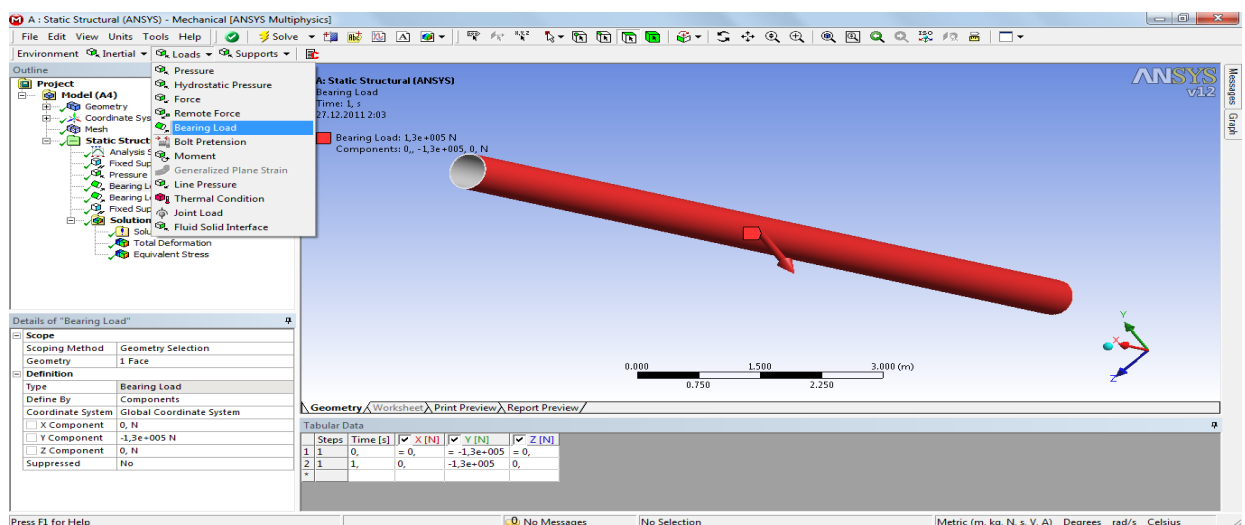 A : Static Structural (ANSYS) - Mechanical [ANSYS Multiphysics]
File Edit View Units Tools Help Solve
Environment Inertial Loads Supports
Outline
Project
Model (A4)
Geometry
Coordinate Sys
Mesh
Static Struct
Analysis S
Fixed Sup
Pressure
Bearing L
Bearing L
Fixed Sup
Solution
Solu
Total Deformation
Equivalent Stress
Pressure
Hydrostatic Pressure
Force
Remote Force
Bearing Load
Bolt Pretension
Moment
Generalized Plane Strain
Line Pressure
Thermal Condition
Joint Load
Fluid Solid Interface
A: Static Structural (ANSYS)
Bearing Load
Time: 1, s
27.12.2011 2:03
Bearing Load: 1,3e+005 N
Components: 0,, -1,3e+005, 0, N
ANSYS
v12
Messages
Graph
Y
X
Z
0.000 1.500 3.000 (m)
0.750 2.250
Details of "Bearing Load"
Scope
Scoping Method Geometry Selection
Geometry 1 Face
Definition
Type Bearing Load
Define By Components
Coordinate System Global Coordinate System
X Component 0, N
Y Component -1,3e+005 N
Z Component 0, N
Suppressed No
Geometry Worksheet Print Preview Report Preview
Tabular Data
Steps Time [s] X [N] Y [N] Z [N]
1 1 0, = 0, = -1,3e+005 = 0,
2 1 1, 0, -1,3e+005 0,
*
Press F1 for Help 0 No Messages No Selection Metric (m, kg, N, s, V, A) Degrees rad/s Celsius